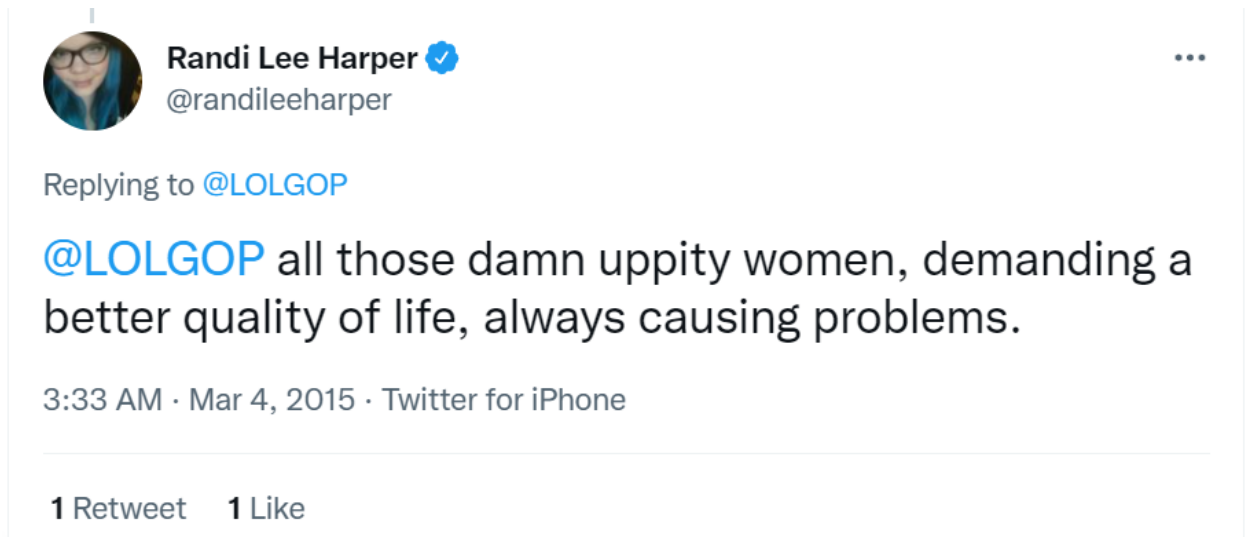 Randi Lee Harper
@randileeharper
Replying to @LOLGOP
@LOLGOP all those damn uppity women, demanding a
better quality of life, always causing problems.
3:33 AM · Mar 4, 2015 · Twitter for iPhone
1 Retweet 1 Like